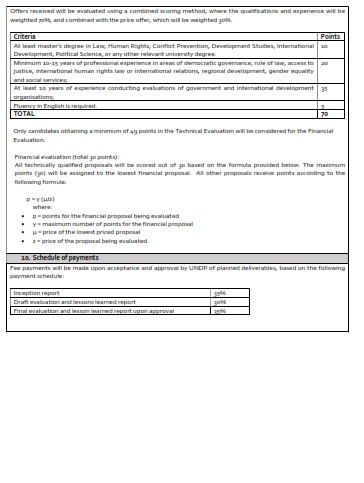 Offers received will be evaluated using a combined scoring method, where the qualifications and experience will be
weighted 70%, and combined with the price offer, which will be weighted 30%.
Criteria Points
At least master's degree in Law, Human Rights, Conflict Prevention, Development Studies, International 10
Development, Political Science, or any other relevant university degree.
Minimum 10-15 years of professional experience in areas of democratic governance, rule of law, access to 20
justice, international human rights law or international relations, regional development, gender equality
and social services;
At least 10 years of experience conducting evaluations of government and international development 35
organisations;
Fluency in English is required. 5
TOTAL 70
Only candidates obtaining a minimum of 49 points in the Technical Evaluation will be considered for the Financial
Evaluation.
Financial evaluation (total 30 points):
All technically qualified proposals will be scored out of 30 based on the formula provided below. The maximum
points (30) will be assigned to the lowest financial proposal. All other proposals receive points according to the
following formula:
p = y (µ/z)
where:
• p = points for the financial proposal being evaluated
• y = maximum number of points for the financial proposal
• µ = price of the lowest priced proposal
• z = price of the proposal being evaluated.
10. Schedule of payments
Fee payments will be made upon acceptance and approval by UNDP of planned deliverables, based on the following
payment schedule:
Inception report 35%
Draft evaluation and lessons learned report 30%
Final evaluation and lesson learned report upon approval 35%